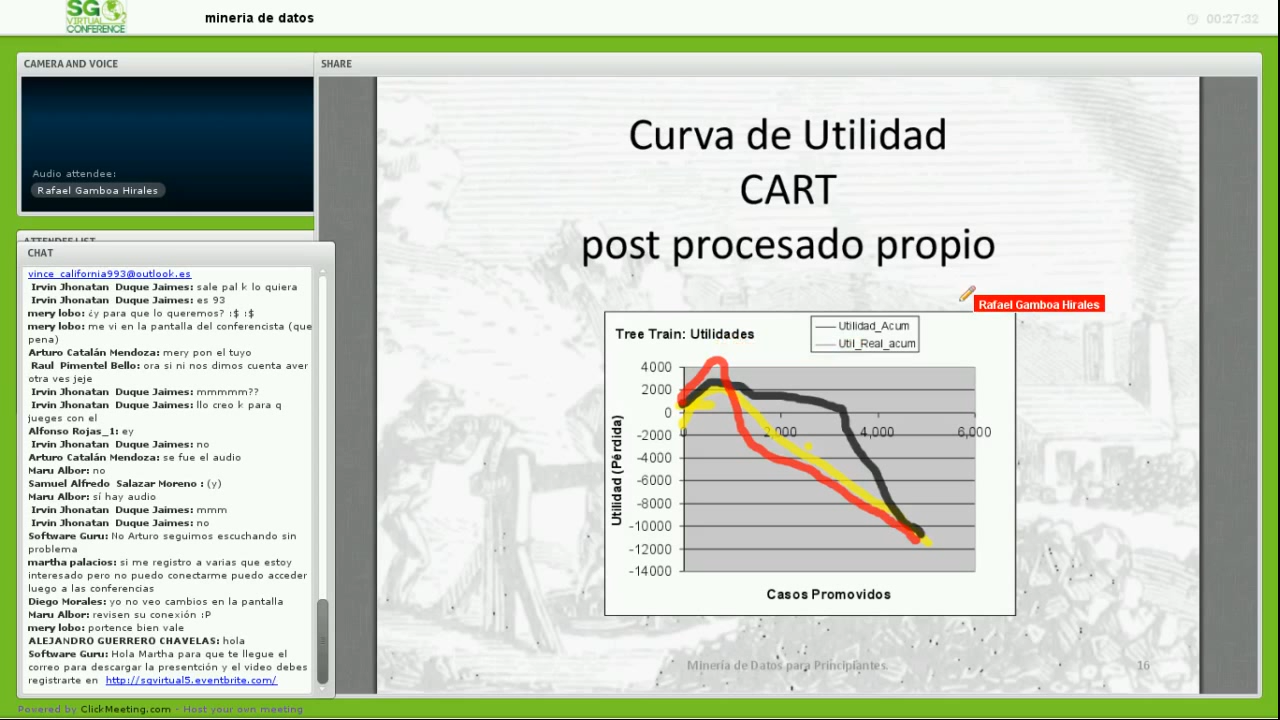 SG
VIRTUAL
CONFERENCE
mineria de datos
00:27:32
CAMERA AND VOICE
SHARE
Audio attendee:
Rafael Gamboa Hirales
CHAT
vince_california993@outlook.es
Irvin Jhonatan Duque Jaimes: sale pal k lo quiera
Irvin Jhonatan Duque Jaimes: es 93
mery lobo: ¿y para que lo queremos? :$ :$
mery lobo: me vi en la pantalla del conferencista (que
pena)
Arturo Catalán Mendoza: mery pon el tuyo
Raul Pimentel Bello: ora si ni nos dimos cuenta aver
otra ves jeje
Irvin Jhonatan Duque Jaimes: mmmmm??
Irvin Jhonatan Duque Jaimes: llo creo k para q
jueges con el
Alfonso Rojas_1: ey
Irvin Jhonatan Duque Jaimes: no
Arturo Catalán Mendoza: se fue el audio
Maru Albor: no
Samuel Alfredo Salazar Moreno : (y)
Maru Albor: sí hay audio
Irvin Jhonatan Duque Jaimes: mmm
Irvin Jhonatan Duque Jaimes: no
Software Guru: No Arturo seguimos escuchando sin
problema
martha palacios: si me registro a varias que estoy
interesado pero no puedo conectarme puedo acceder
luego a las conferencias
Diego Morales: yo no veo cambios en la pantalla
Maru Albor: revisen su conexión :P
mery lobo: portence bien vale
ALEJANDRO GUERRERO CHAVELAS: hola
Software Guru: Hola Martha para que te llegue el
correo para descargar la presentción y el video debes
registrarte en http://sgvirtual5.eventbrite.com/
Powered by ClickMeeting.com - Host your own meeting
Curva de Utilidad
CART
post procesado propio
Rafael Gamboa Hirales
Tree Train: Utilidades
Utilidad_Acum
Util_Real_acum
4000
2000
0
-2000
-4000
-6000
-8000
-10000
-12000
-14000
0 2,000 4,000 6,000
Utilidad (Pérdida)
Casos Promovidos
Minería de Datos para Principiantes.
16